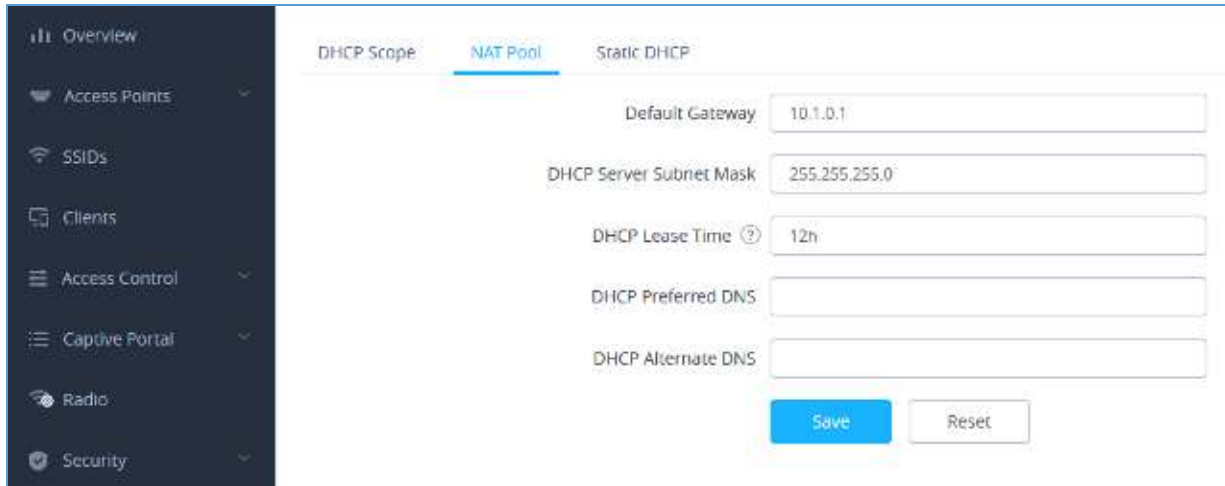 Overview
Access Points
SSIDs
Clients
Access Control
Captive Portal
Radio
Security
DHCP Scope NAT Pool Static DHCP
Default Gateway 10.1.0.1
DHCP Server Subnet Mask 255.255.255.0
DHCP Lease Time ? 12h
DHCP Preferred DNS
DHCP Alternate DNS
Save Reset